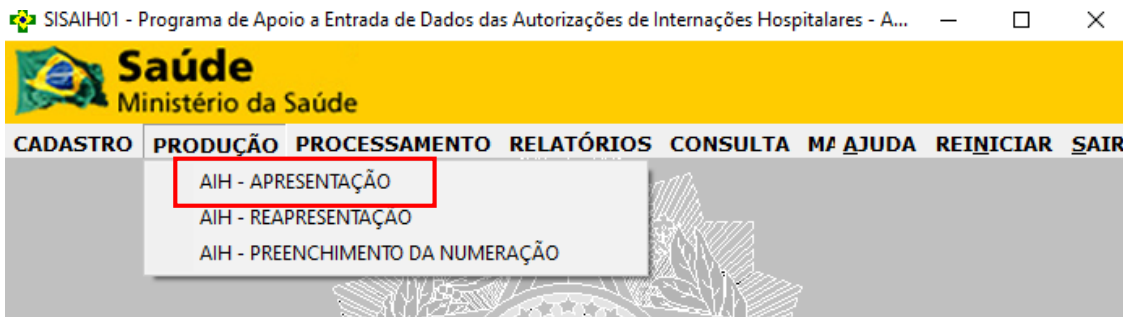 SISAIH01 - Programa de Apoio a Entrada de Dados das Autorizações de Internações Hospitalares - A...
Saúde
Ministério da Saúde
CADASTRO PRODUÇÃO PROCESSAMENTO RELATÓRIOS CONSULTA MA AJUDA REINICIAR SAIR
AIH - APRESENTAÇÃO
AIH - REAPRESENTAÇÃO
AIH - PREENCHIMENTO DA NUMERAÇÃO